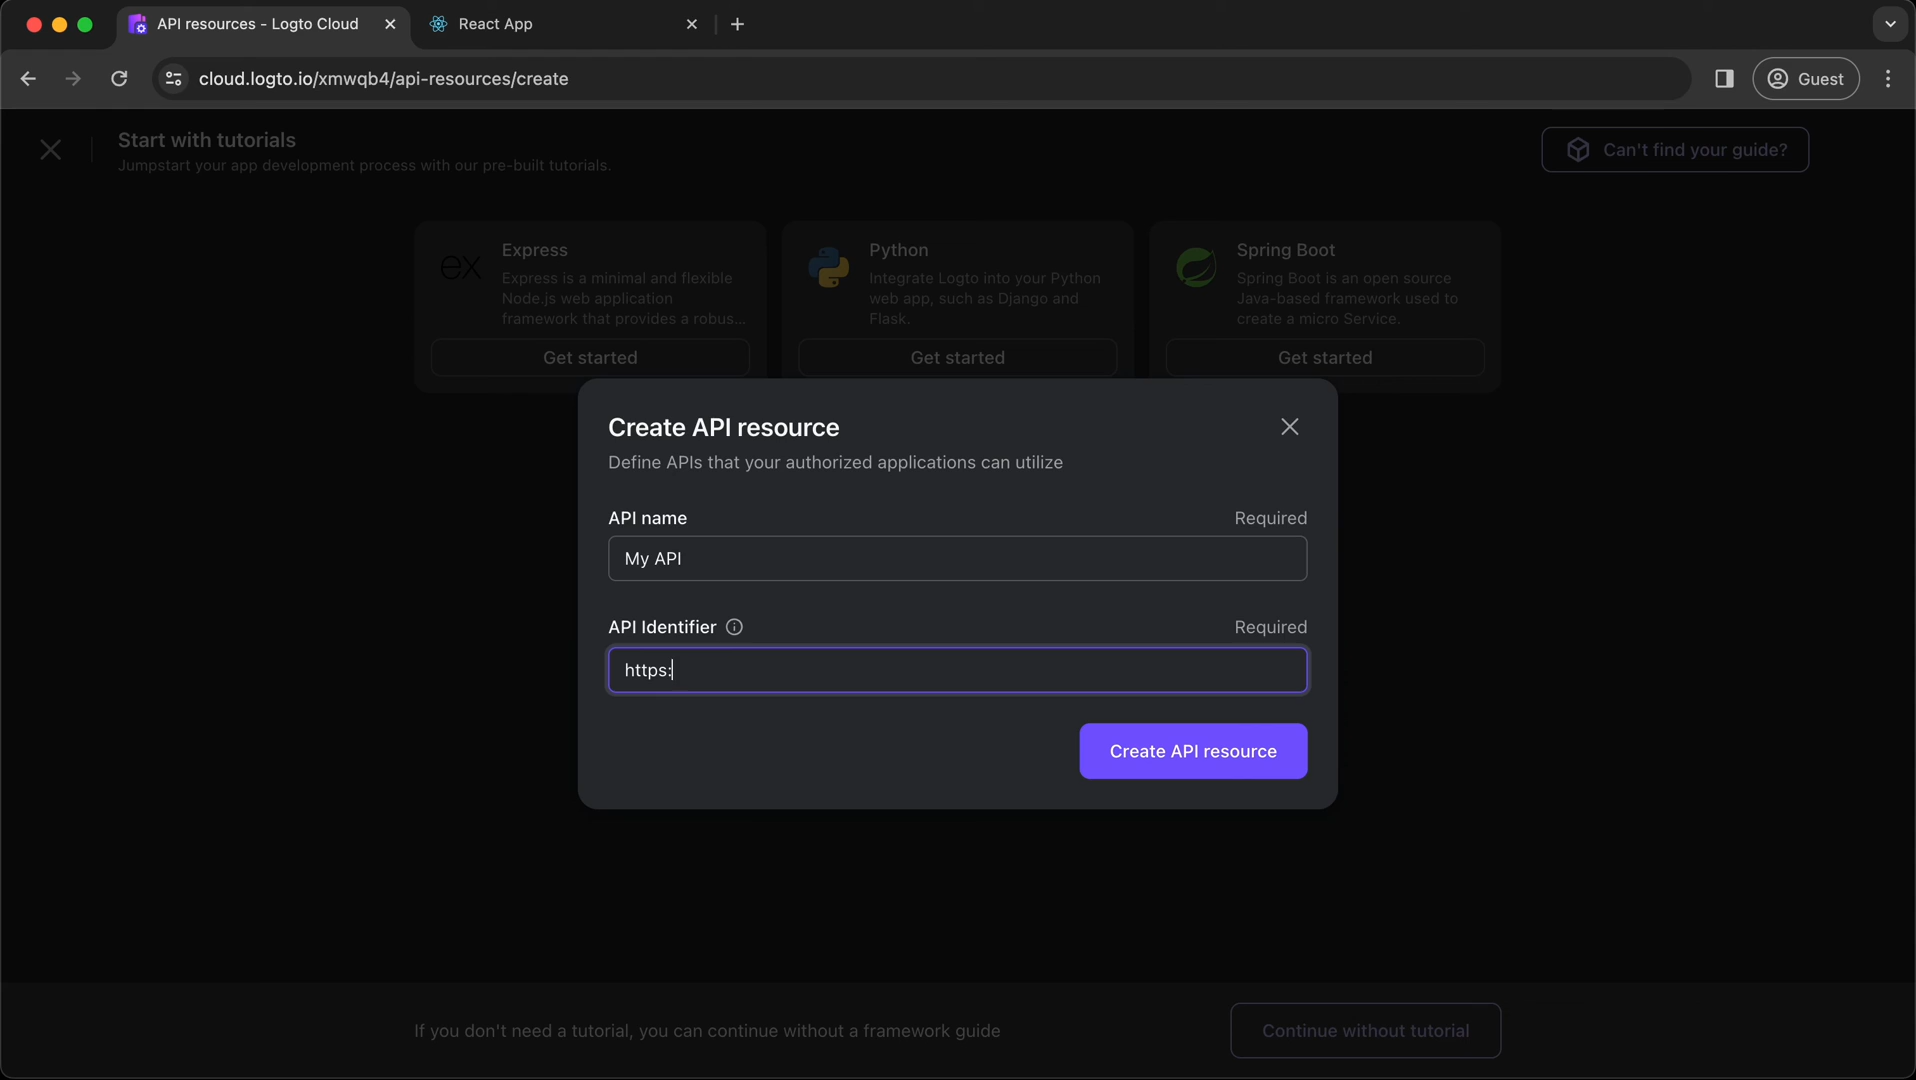 API resources - Logto Cloud
React App
cloud.logto.io/xmwqb4/api-resources/create
Guest
Start with tutorials
Jumpstart your app development process with our pre-built tutorials.
Can't find your guide?
ex
Express
Express is a minimal and flexible
Node.js web application
framework that provides a robus...
Get started
Python
Integrate Logto into your Python
web app, such as Django and
Flask.
Get started
Spring Boot
Spring Boot is an open source
Java-based framework used to
create a micro Service.
Get started
Create API resource
Define APIs that your authorized applications can utilize
API name
Required
My API
API Identifier
Required
https:
Create API resource
If you don't need a tutorial, you can continue without a framework guide
Continue without tutorial